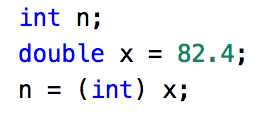 int n;
double x = 82.4;
n = (int) x;